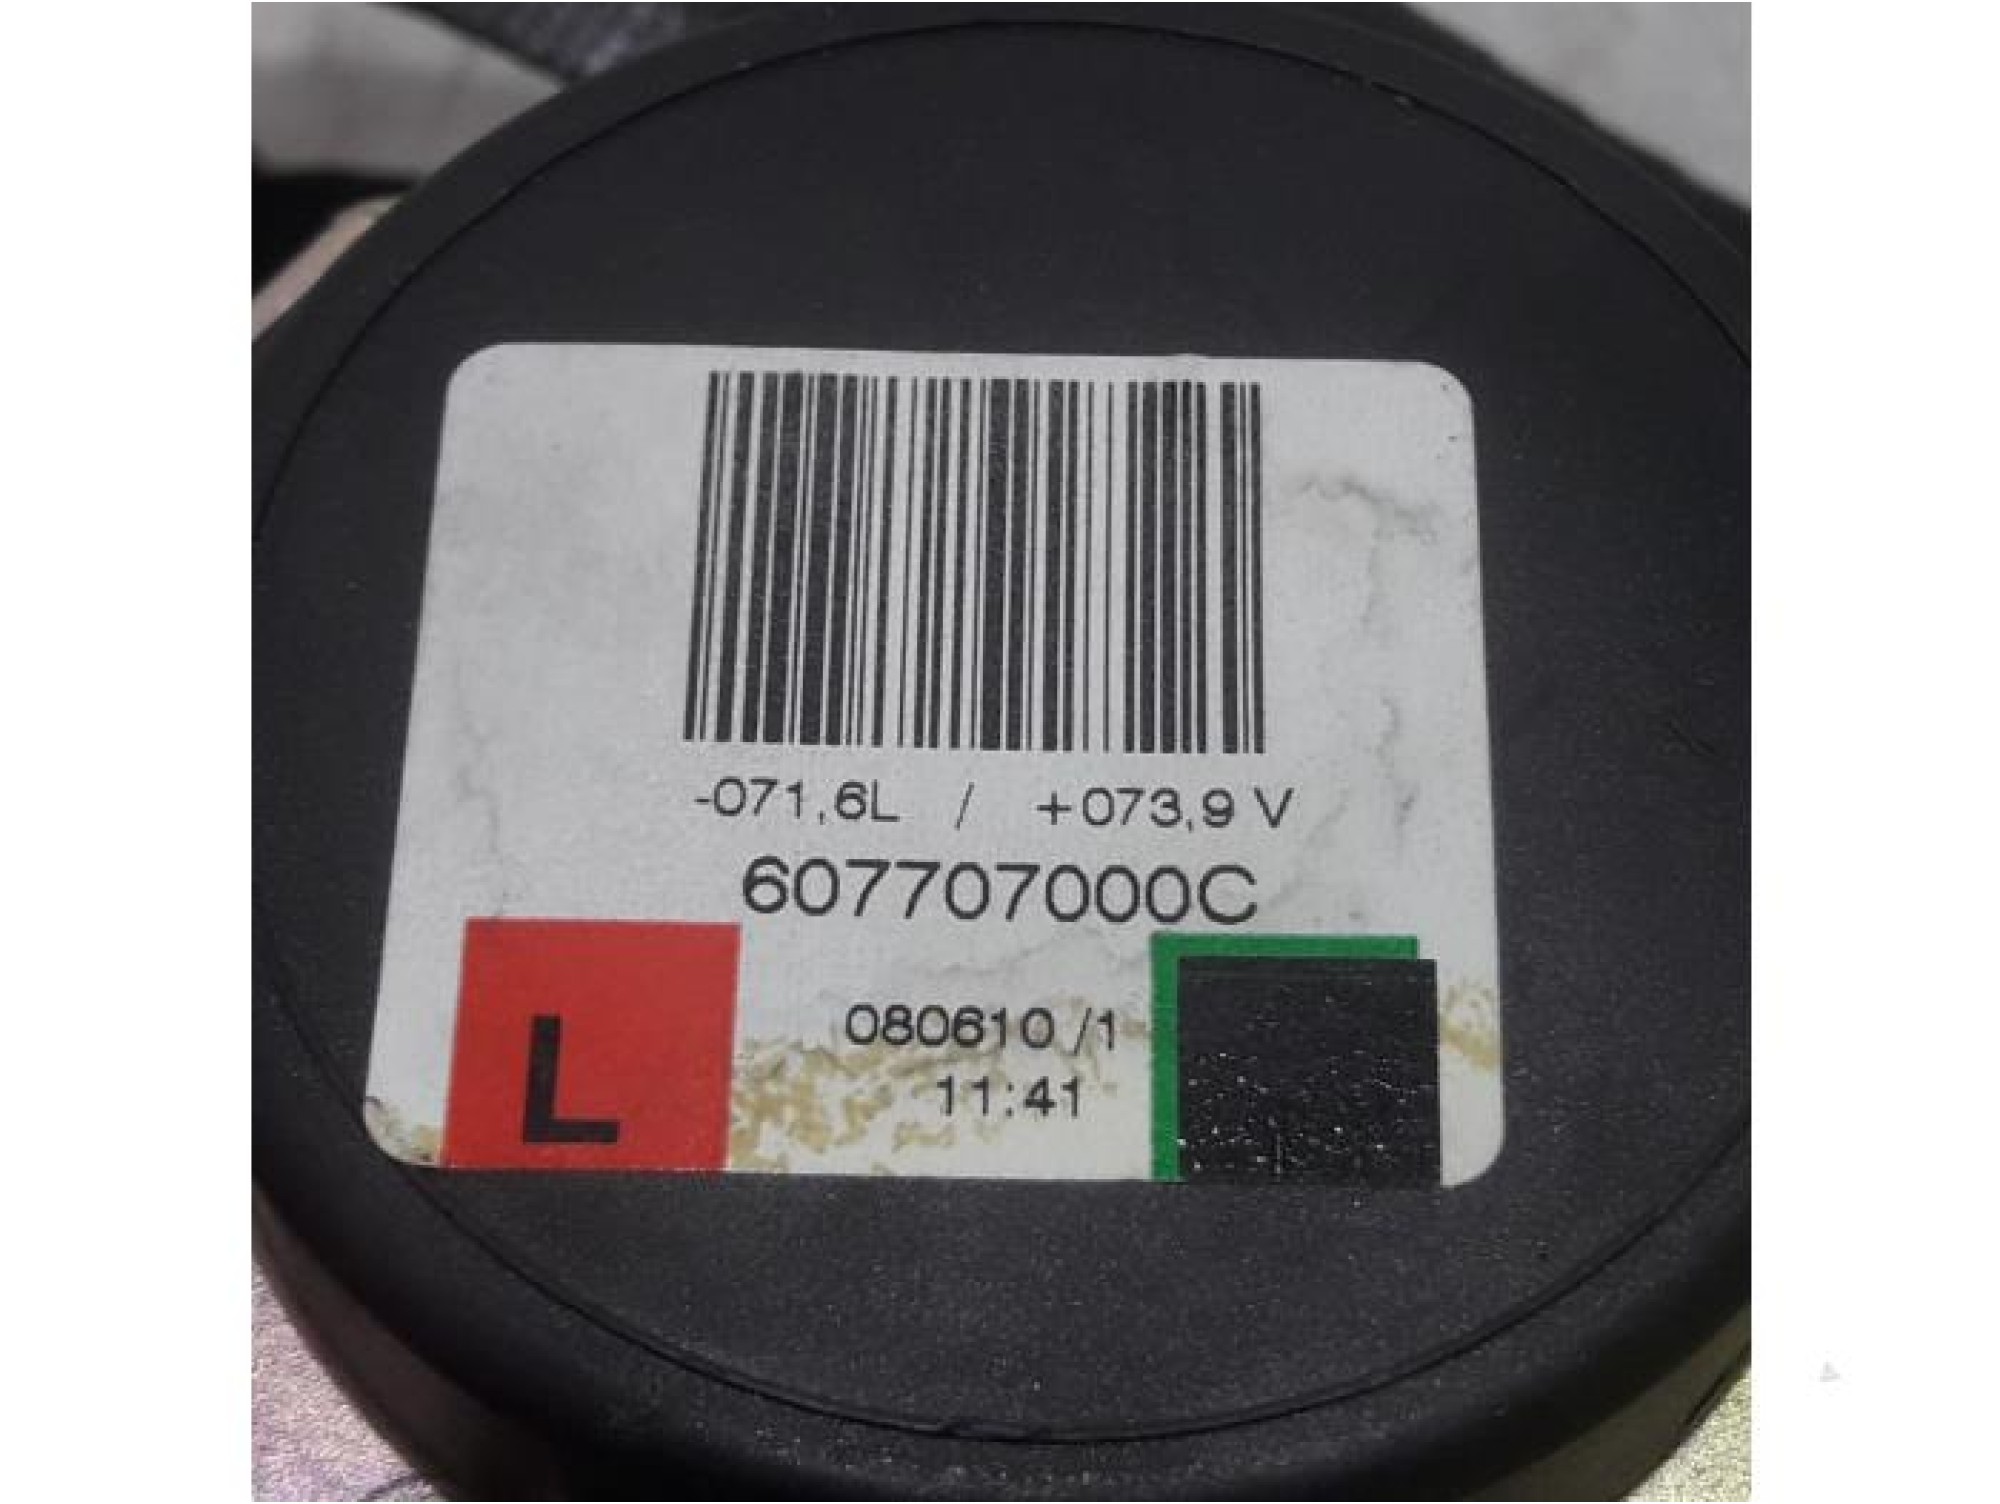 -071,6L / +073,9 V
607707000C
L
080610 /1
11:41